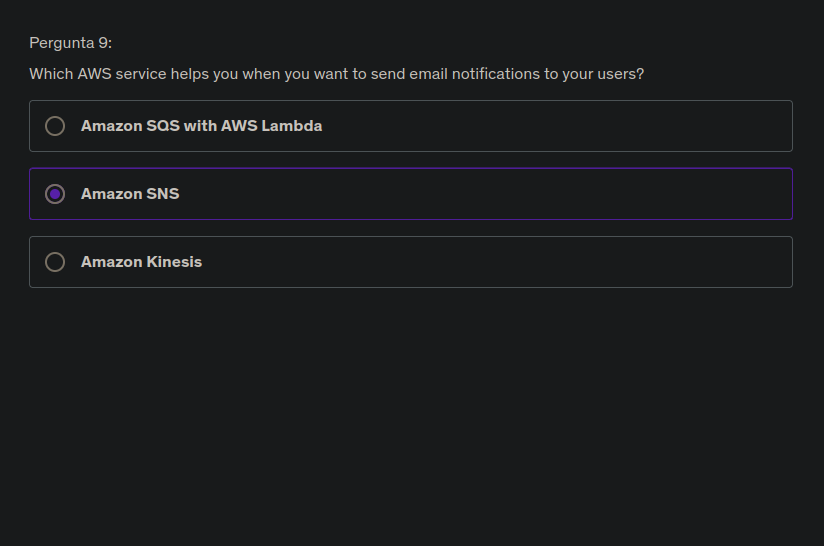 Pergunta 9:
Which AWS service helps you when you want to send email notifications to your users?
Amazon SQS with AWS Lambda
Amazon SNS
Amazon Kinesis